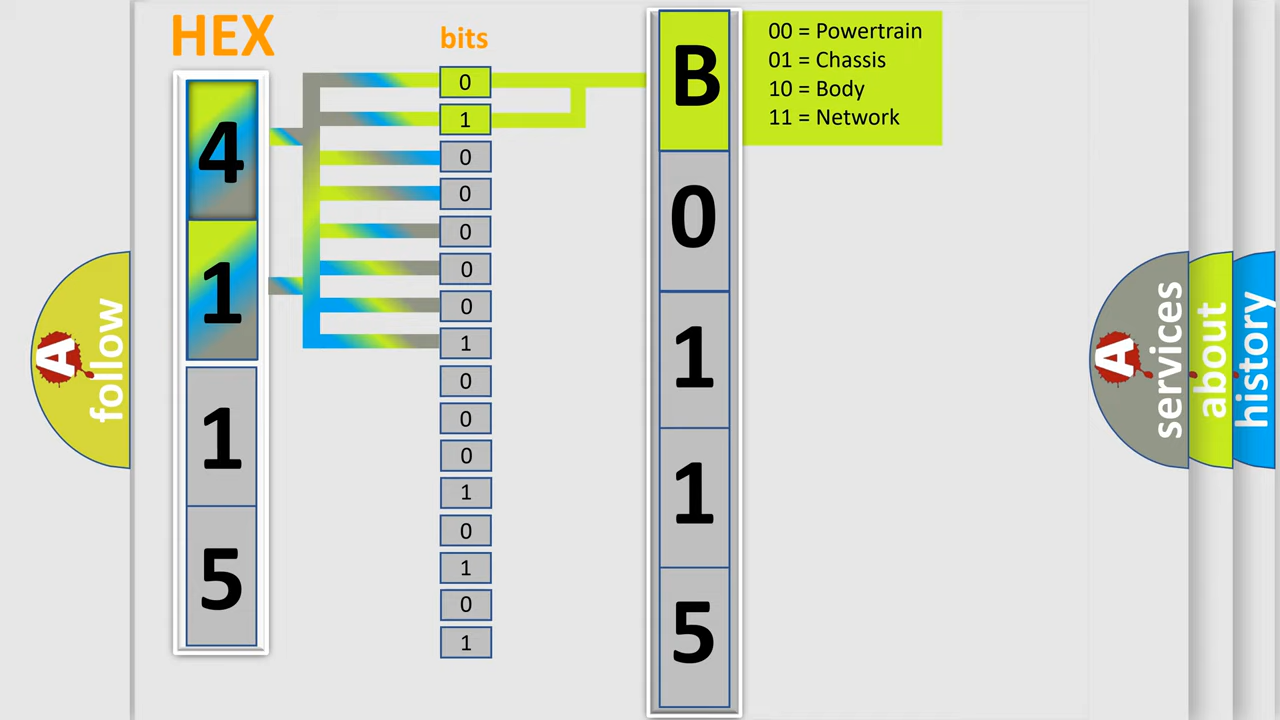 HEX
bits
4
1
1
5
0
1
0
0
0
0
0
1
0
0
0
1
0
1
0
1
B
0
1
1
5
00 = Powertrain
01 = Chassis
10 = Body
11 = Network
A
follow
A
services
about
history